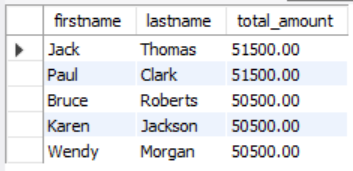 firstname lastname total_amount
Jack Thomas 51500.00
Paul Clark 51500.00
Bruce Roberts 50500.00
Karen Jackson 50500.00
Wendy Morgan 50500.00